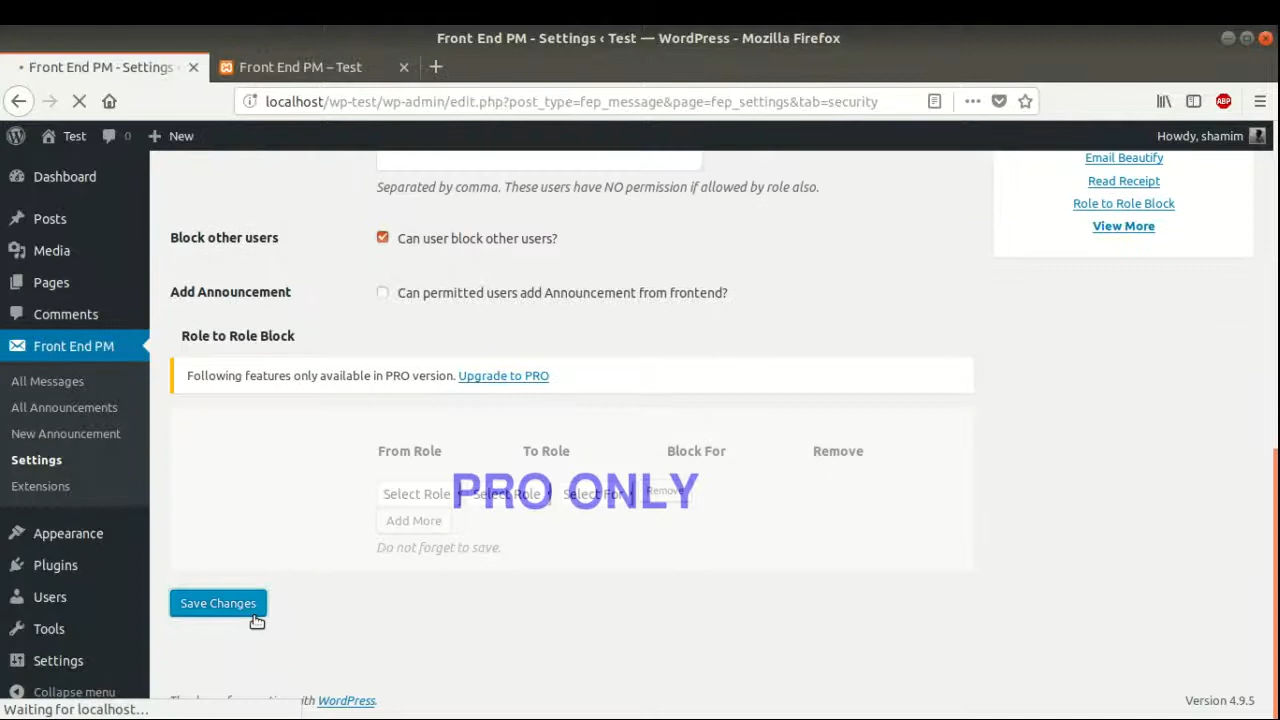 Front End PM - Settings ‹ Test — WordPress - Mozilla Firefox
Front End PM - Settings ‹
Front End PM – Test
localhost/wp-test/wp-admin/edit.php?post_type=fep_message&page=fep_settings&tab=security
ABP
Test 0 New
Howdy, shamim
Dashboard
Posts
Media
Pages
Comments
Front End PM
All Messages
All Announcements
New Announcement
Settings
Extensions
Appearance
Plugins
Users
Tools
Settings
Collapse menu
Separated by comma. These users have NO permission if allowed by role also.
Block other users
Can user block other users?
Add Announcement
Can permitted users add Announcement from frontend?
Role to Role Block
Following features only available in PRO version. Upgrade to PRO
From Role To Role Block For Remove
Select Role Select Role Select For Remove
PRO ONLY
Add More
Do not forget to save.
Save Changes
Email Beautify
Read Receipt
Role to Role Block
View More
WordPress.
Version 4.9.5
Waiting for localhost...